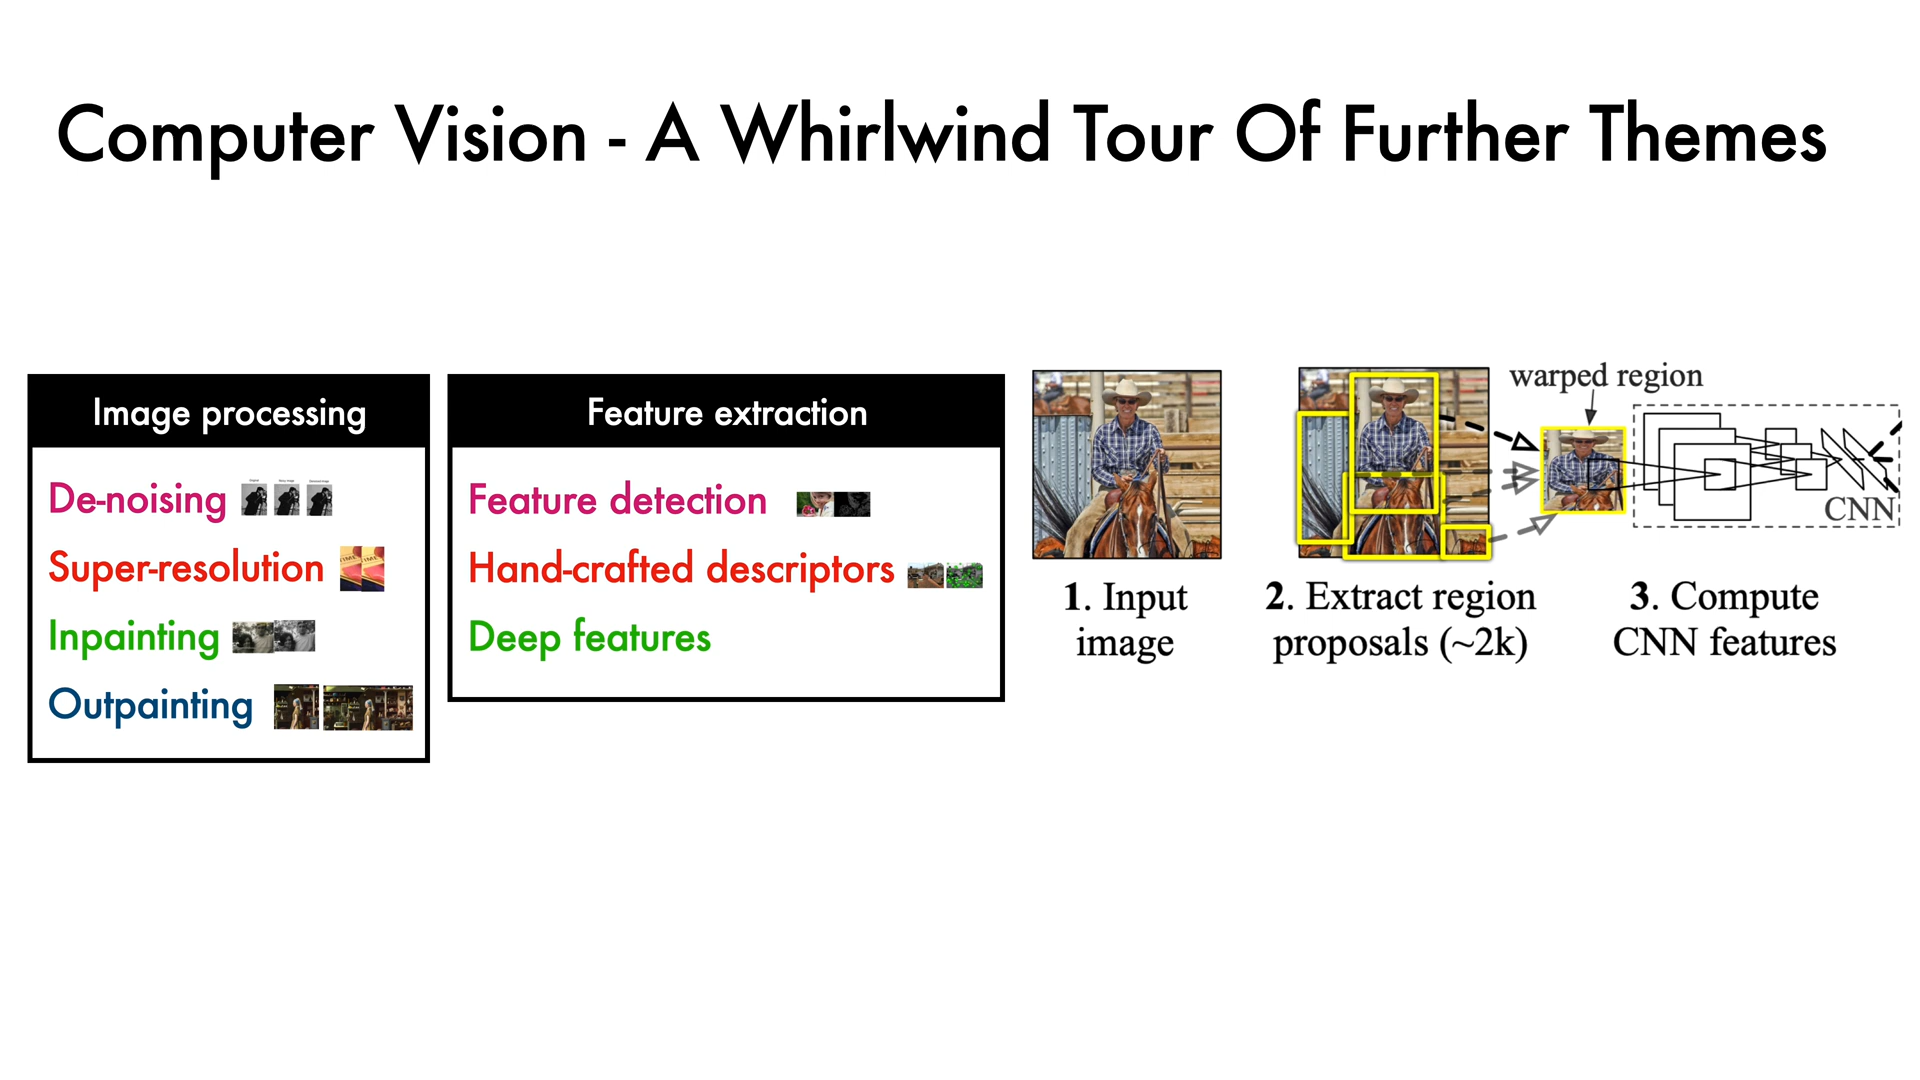 Computer Vision - A Whirlwind Tour Of Further Themes
Image processing
De-noising
Super-resolution
Inpainting
Outpainting
Feature extraction
Feature detection
Hand-crafted descriptors
Deep features
warped region
CNN
1. Input
image
2. Extract region
proposals (~2k)
3. Compute
CNN features